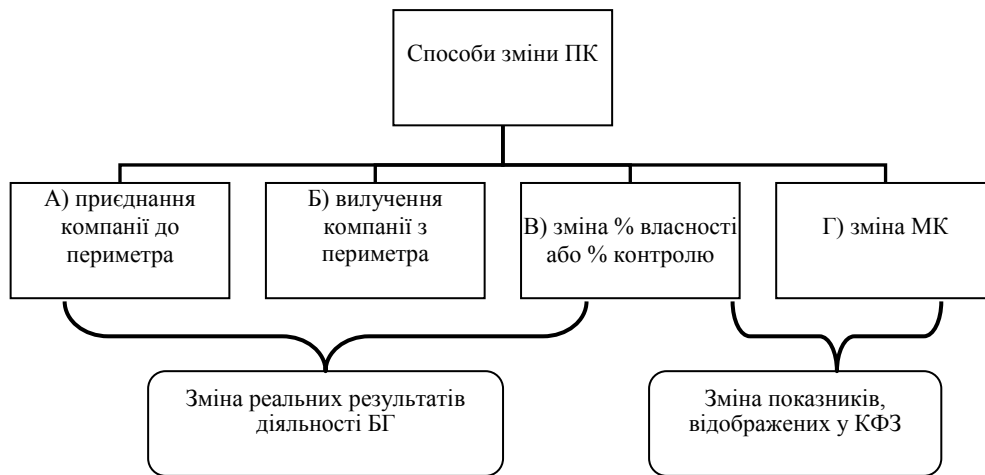 Способи зміни ПК
А) приєднання
компанії до
периметра
Б) вилучення
компанії з
периметра
В) зміна % власності
або % контролю
Г) зміна МК
Зміна реальних результатів
діяльності БГ
Зміна показників,
відображених у КФЗ